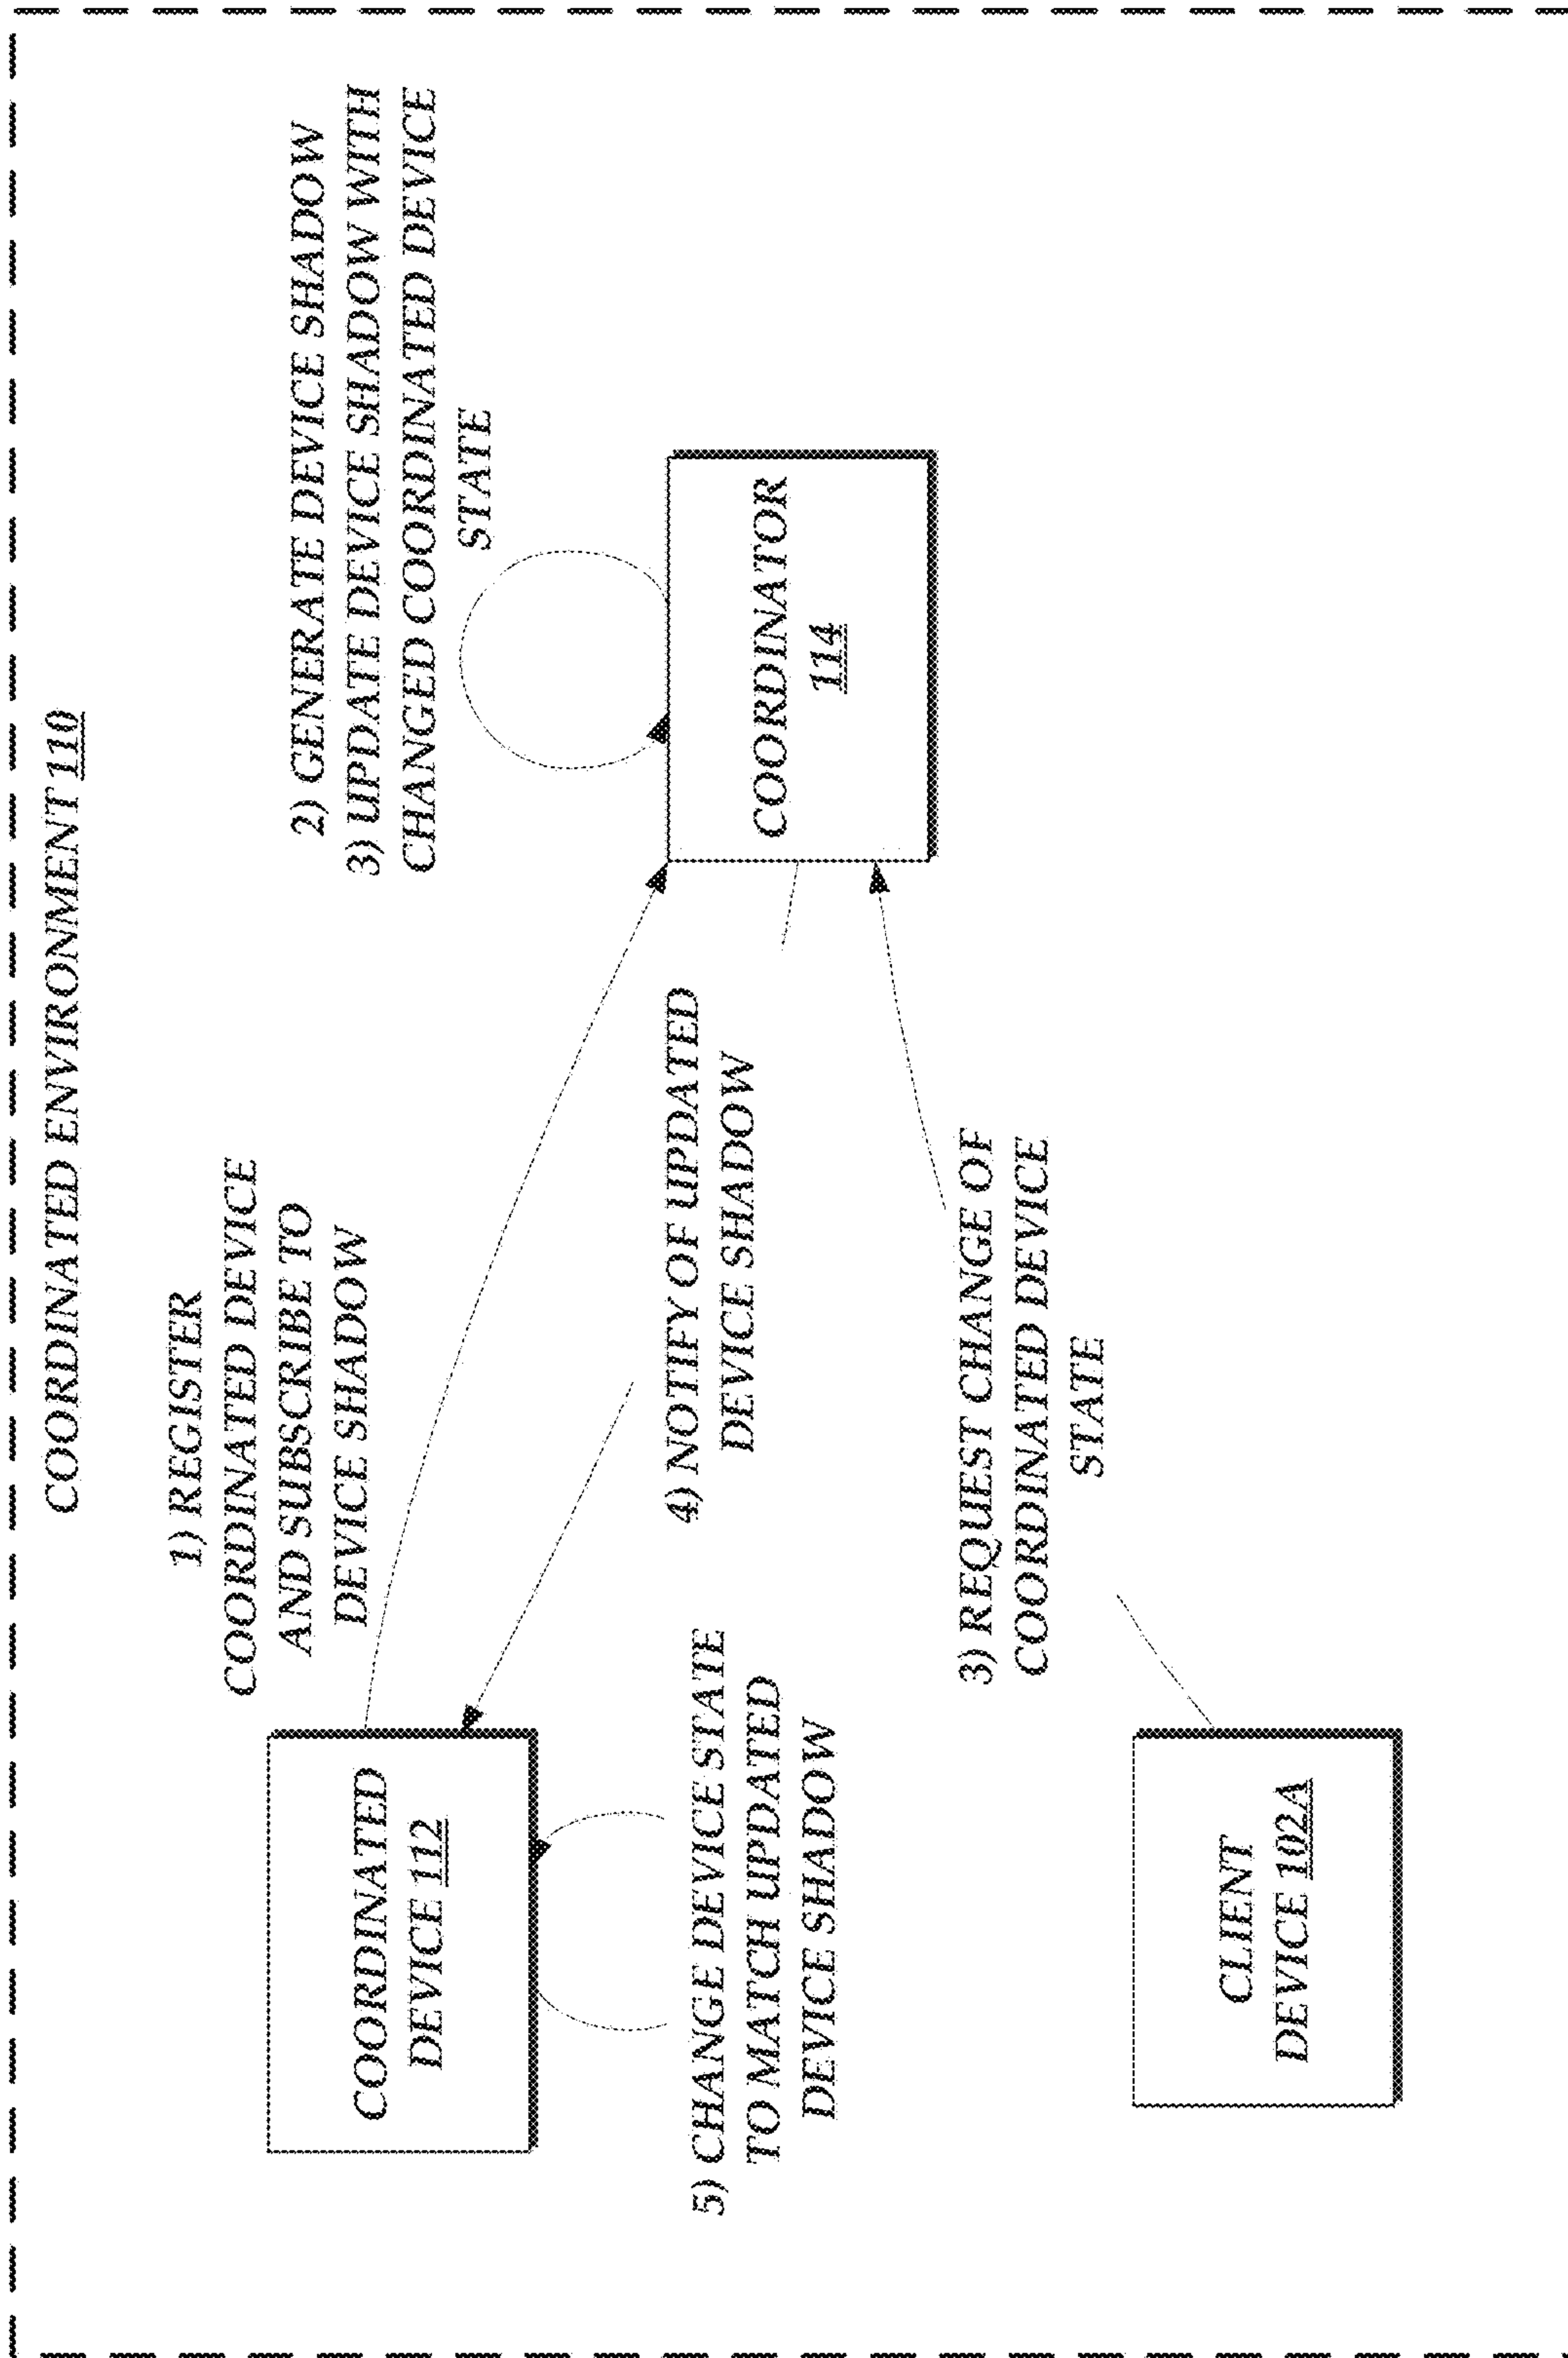 COORDINATED ENVIRONMENT 110
1) REGISTER
COORDINATED DEVICE
AND SUBSCRIBE TO
DEVICE SHADOW
2) GENERATE DEVICE SHADOW
3) UPDATE DEVICE SHADOW WITH
CHANGED COORDINATED DEVICE
STATE
COORDINATED
DEVICE 112
4) NOTIFY OF UPDATED
DEVICE SHADOW
COORDINATOR
114
5) CHANGE DEVICE STATE
TO MATCH UPDATED
DEVICE SHADOW
3) REQUEST CHANGE OF
COORDINATED DEVICE
STATE
CLIENT
DEVICE 102A